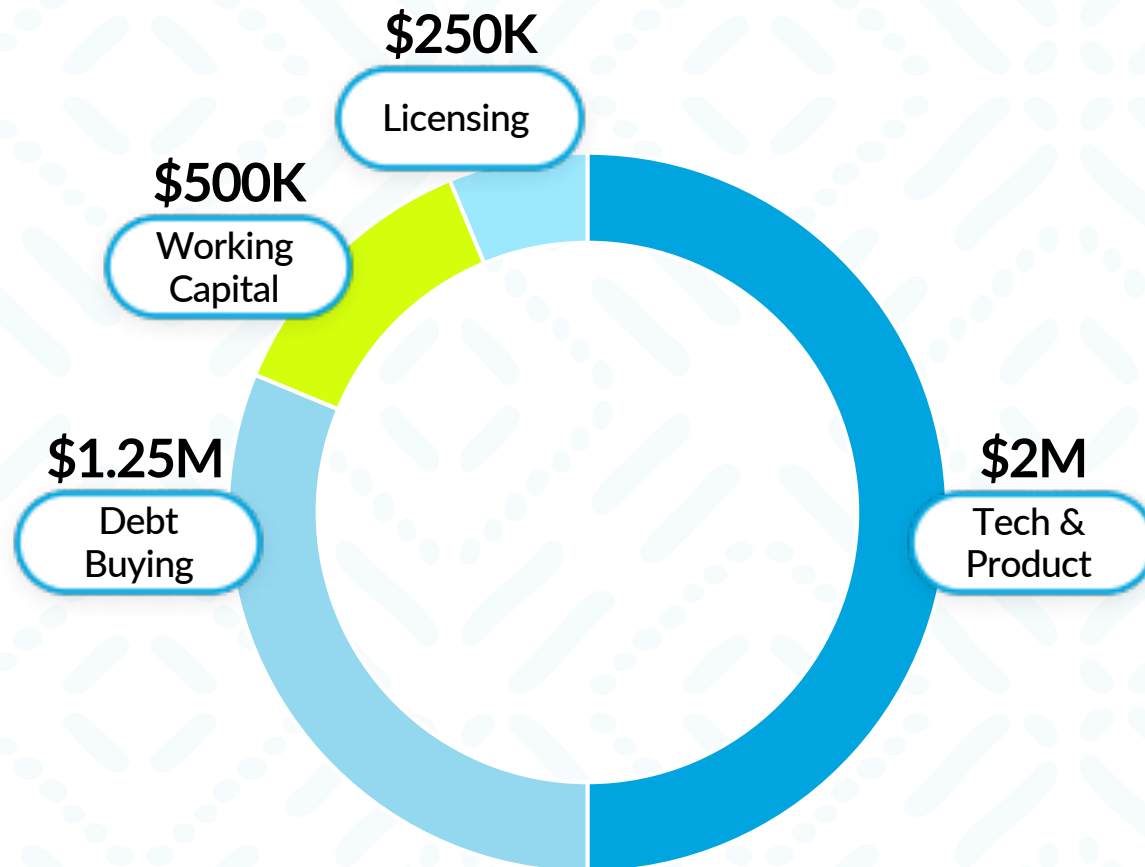 $250K
Licensing
$500K
Working
Capital
$1.25M
Debt
Buying
$2M
Tech &
Product